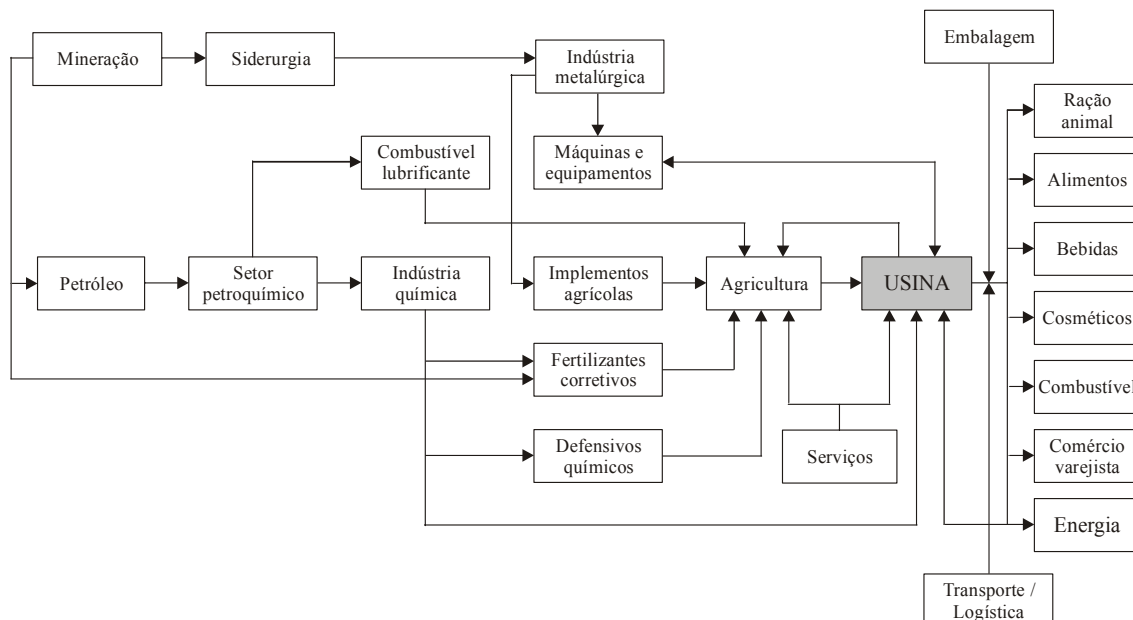 Embalagem
Mineração
Siderurgia
Indústria
metalúrgica
Ração
animal
Combustível
lubrificante
Máquinas e
equipamentos
Alimentos
Bebidas
Petróleo
Setor
petroquímico
Indústria
química
Implementos
agrícolas
Agricultura
USINA
Cosméticos
Fertilizantes
corretivos
Combustível
Defensivos
químicos
Serviços
Comércio
varejista
Energia
Transporte /
Logística